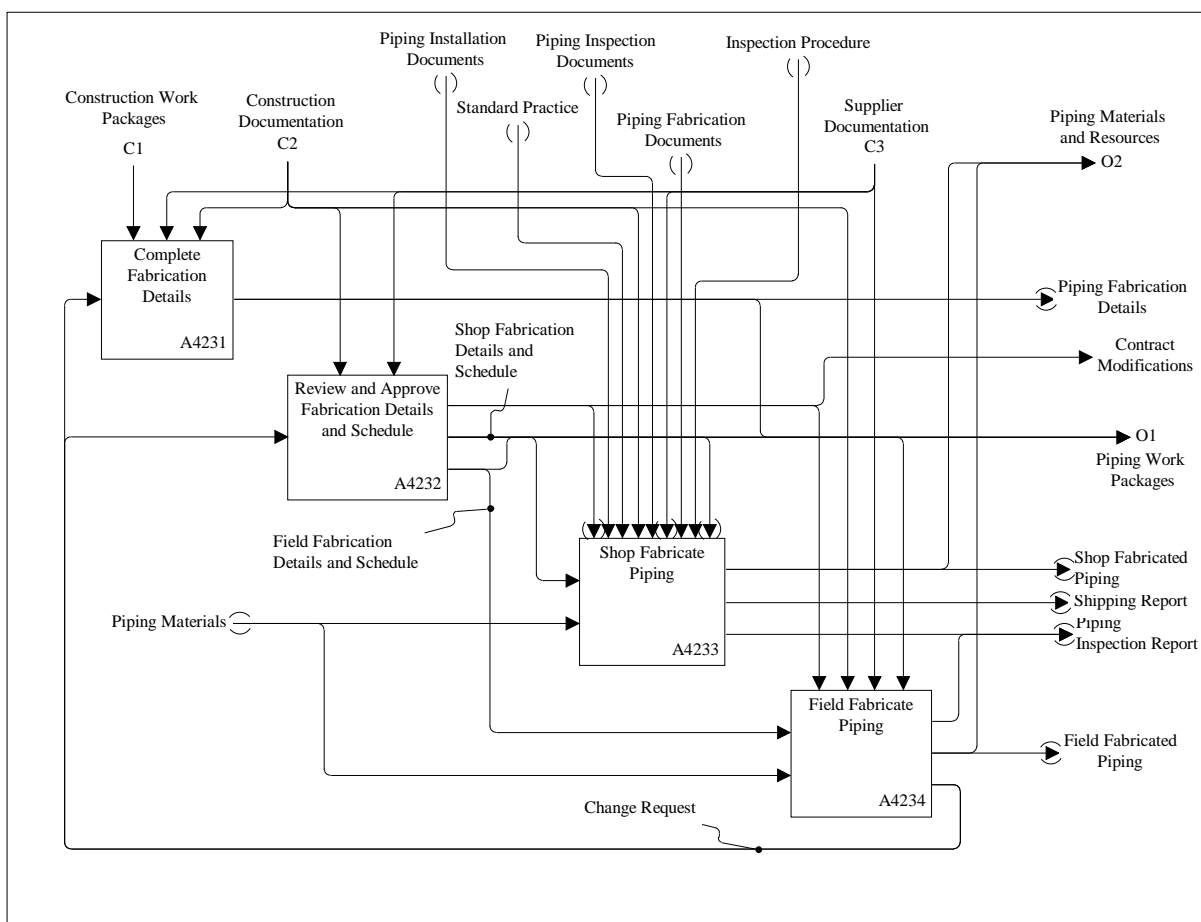 Piping Installation
Documents
Piping Inspection
Documents
Inspection Procedure
Construction Work
Packages
C1
Construction
Documentation
C2
Standard Practice
Piping Fabrication
Documents
Supplier
Documentation
C3
Piping Materials
and Resources
O2
Complete
Fabrication
Details
A4231
Piping Fabrication
Details
Shop Fabrication
Details and
Schedule
Contract
Modifications
Review and Approve
Fabrication Details
and Schedule
A4232
O1
Piping Work
Packages
Field Fabrication
Details and Schedule
Shop Fabricate
Piping
A4233
Shop Fabricated
Piping
Shipping Report
Piping
Inspection Report
Piping Materials
Field Fabricate
Piping
A4234
Field Fabricated
Piping
Change Request